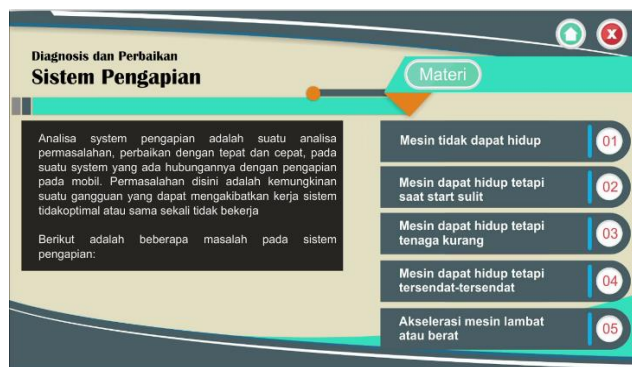 Diagnosis dan Perbaikan
Sistem Pengapian
Materi
Analisa system pengapian adalah suatu analisa
permasalahan, perbaikan dengan tepat dan cepat, pada
suatu system yang ada hubungannya dengan pengapian
pada mobil. Permasalahan disini adalah kemungkinan
suatu gangguan yang dapat mengakibatkan kerja sistem
tidakoptimal atau sama sekali tidak bekerja
Berikut adalah beberapa masalah pada sistem
pengapian:
Mesin tidak dapat hidup 01
Mesin dapat hidup tetapi
saat start sulit 02
Mesin dapat hidup tetapi
tenaga kurang 03
Mesin dapat hidup tetapi
tersendat-tersendat 04
Akselerasi mesin lambat
atau berat 05